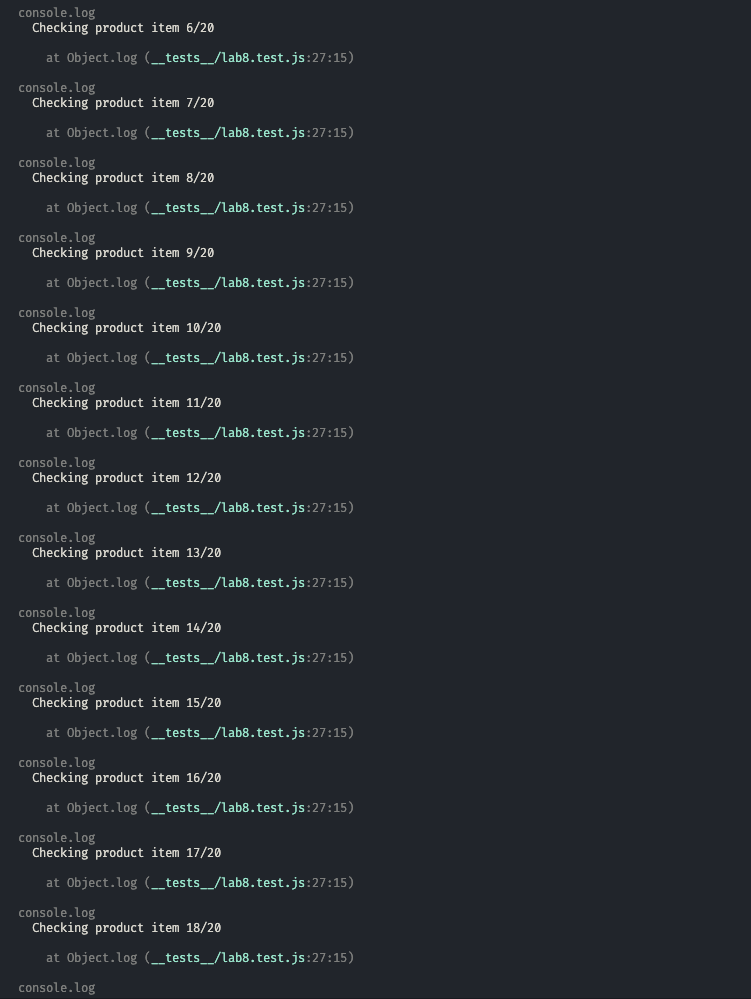 console.log
Checking product item 6/20
at Object.log (__tests__/lab8.test.js:27:15)
console.log
Checking product item 7/20
at Object.log (__tests__/lab8.test.js:27:15)
console.log
Checking product item 8/20
at Object.log (__tests__/lab8.test.js:27:15)
console.log
Checking product item 9/20
at Object.log (__tests__/lab8.test.js:27:15)
console.log
Checking product item 10/20
at Object.log (__tests__/lab8.test.js:27:15)
console.log
Checking product item 11/20
at Object.log (__tests__/lab8.test.js:27:15)
console.log
Checking product item 12/20
at Object.log (__tests__/lab8.test.js:27:15)
console.log
Checking product item 13/20
at Object.log (__tests__/lab8.test.js:27:15)
console.log
Checking product item 14/20
at Object.log (__tests__/lab8.test.js:27:15)
console.log
Checking product item 15/20
at Object.log (__tests__/lab8.test.js:27:15)
console.log
Checking product item 16/20
at Object.log (__tests__/lab8.test.js:27:15)
console.log
Checking product item 17/20
at Object.log (__tests__/lab8.test.js:27:15)
console.log
Checking product item 18/20
at Object.log (__tests__/lab8.test.js:27:15)
console.log